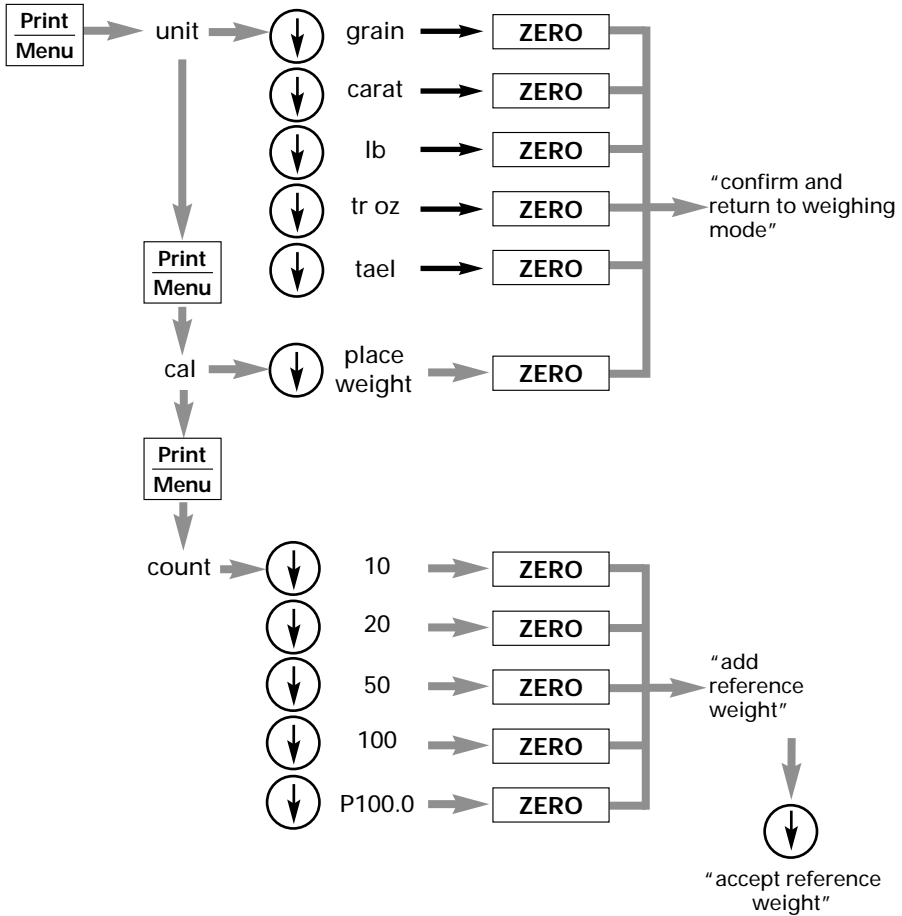 Print
Menu
unit
grain
ZERO
carat
ZERO
lb
ZERO
tr oz
ZERO
tael
ZERO
"confirm and
return to weighing
mode"
Print
Menu
cal
place
weight
ZERO
Print
Menu
count
10
ZERO
20
ZERO
50
ZERO
100
ZERO
P100.0
ZERO
"add
reference
weight"
"accept reference
weight"